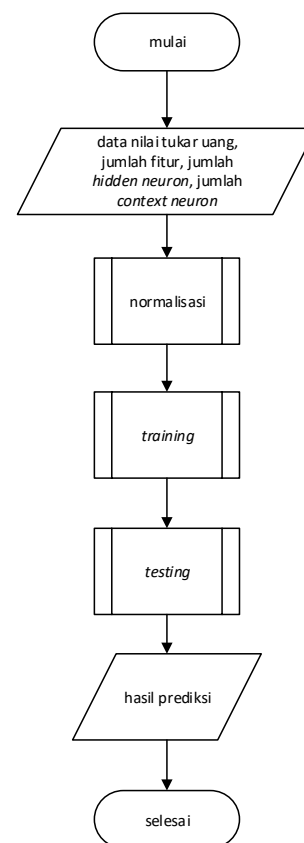 mulai
data nilai tukar uang,
jumlah fitur, jumlah
hidden neuron, jumlah
context neuron
normalisasi
training
testing
hasil prediksi
selesai